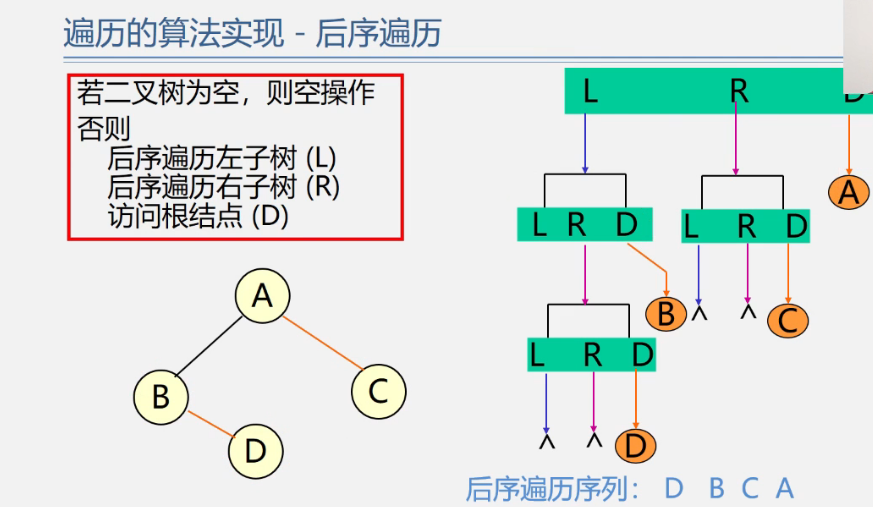 遍历的算法实现 - 后序遍历
若二叉树为空，则空操作
否则
后序遍历左子树 (L)
后序遍历右子树 (R)
访问根结点 (D)
A
B
C
D
L R D
A
L R D
L R D
B
^ ^
C
L R D
^ ^
D
后序遍历序列： D B C A